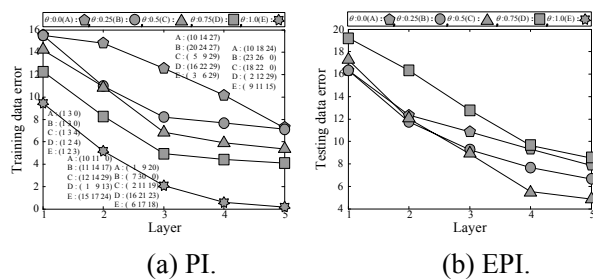 θ:0.0(A) ; θ:0.25(B) ; θ:0.5(C) ; θ:0.75(D) ; θ:1.0(E) ;
16
14
12
10
8
6
4
2
0
Training data error
A : (10 14 27)
B : (20 24 27)
C : ( 5 9 29)
D : (16 22 29)
E : ( 3 6 29)
A : (10 18 24)
B : (23 26 0)
C : (18 22 0)
D : ( 2 12 29)
E : ( 9 11 15)
A : (1 3 0)
B : (1 3 0)
C : (1 3 4)
D : (1 2 4)
E : (1 2 3)
A : (10 11 0)
B : (11 14 17)
C : (12 14 29)
D : ( 1 9 13)
E : (15 17 24)
A : ( 1 9 20)
B : ( 7 30 0)
C : ( 2 11 19)
D : (16 21 23)
E : ( 6 17 18)
1 2 3 4 5
Layer
(a) PI.
θ:0.0(A) ; θ:0.25(B) ; θ:0.5(C) ; θ:0.75(D) ; θ:1.0(E) ;
20
18
16
14
12
10
8
6
4
Testing data error
1 2 3 4 5
Layer
(b) EPI.